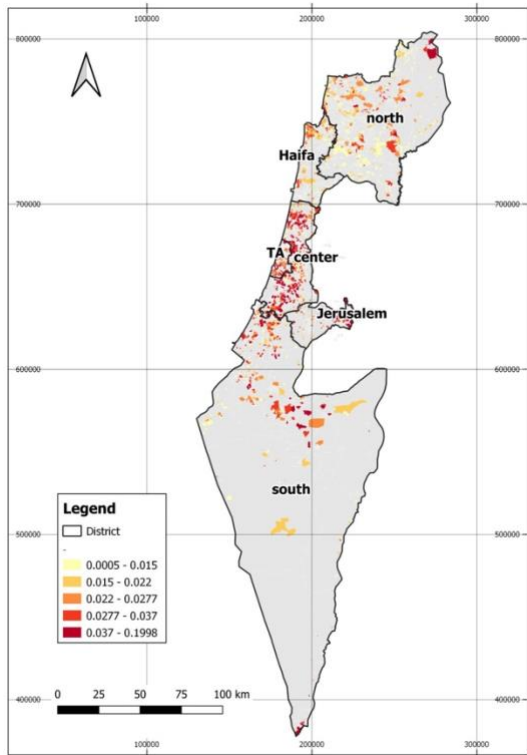 100000 200000 300000
800000 800000
north
Haifa
700000 700000
TA center
Jerusalem
600000 600000
south
Legend
District
-
0.0005 - 0.015
0.015 - 0.022
0.022 - 0.0277
0.0277 - 0.037
0.037 - 0.1998
500000 500000
0 25 50 75 100 km
400000 400000
100000 200000 300000